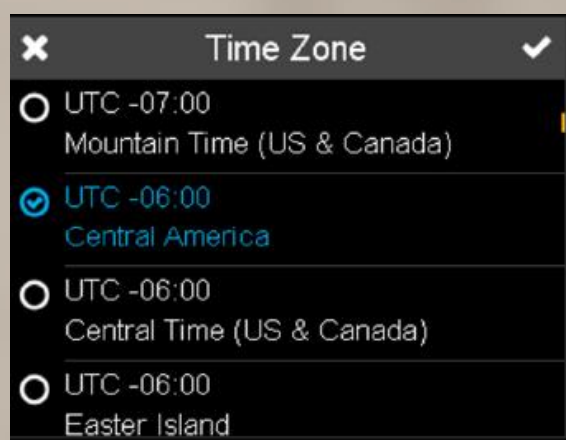 Time Zone
UTC -07:00
Mountain Time (US & Canada)
UTC -06:00
Central America
UTC -06:00
Central Time (US & Canada)
UTC -06:00
Easter Island